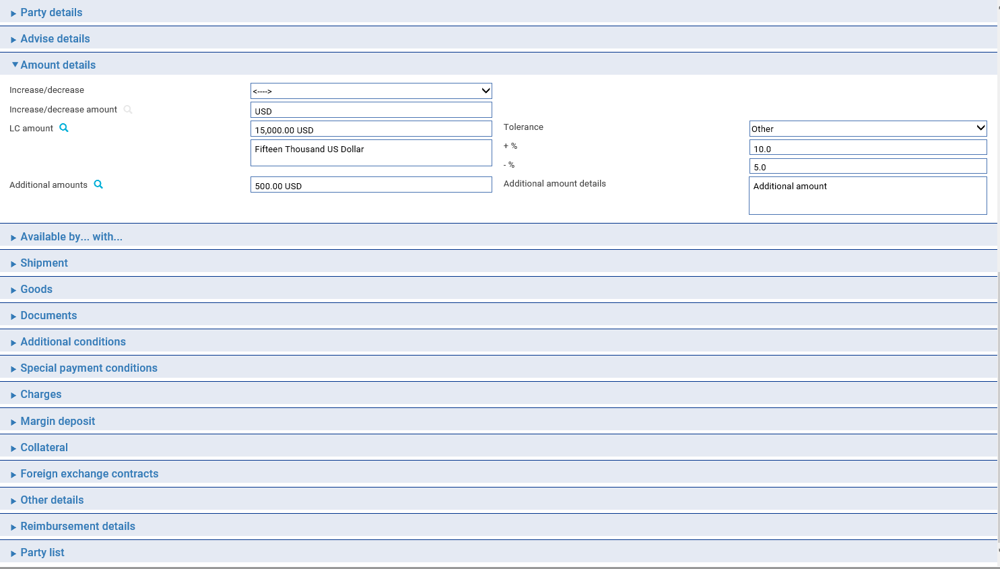 Party details
Advise details
Amount details
Increase/decrease <---->
Increase/decrease amount USD
LC amount 15,000.00 USD Tolerance Other
Fifteen Thousand US Dollar + % 10.0
- % 5.0
Additional amounts 500.00 USD Additional amount details Additional amount
Available by... with...
Shipment
Goods
Documents
Additional conditions
Special payment conditions
Charges
Margin deposit
Collateral
Foreign exchange contracts
Other details
Reimbursement details
Party list